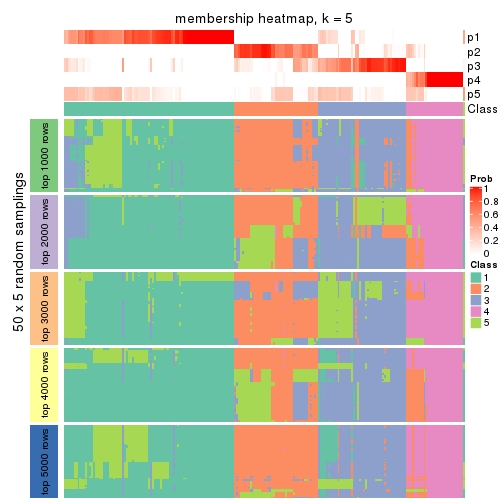 membership heatmap, k = 5
p1
p2
p3
p4
p5
Class
50 x 5 random samplings
top 1000 rows
top 2000 rows
top 3000 rows
top 4000 rows
top 5000 rows
Prob
1
0.8
0.6
0.4
0.2
0
Class
1
2
3
4
5